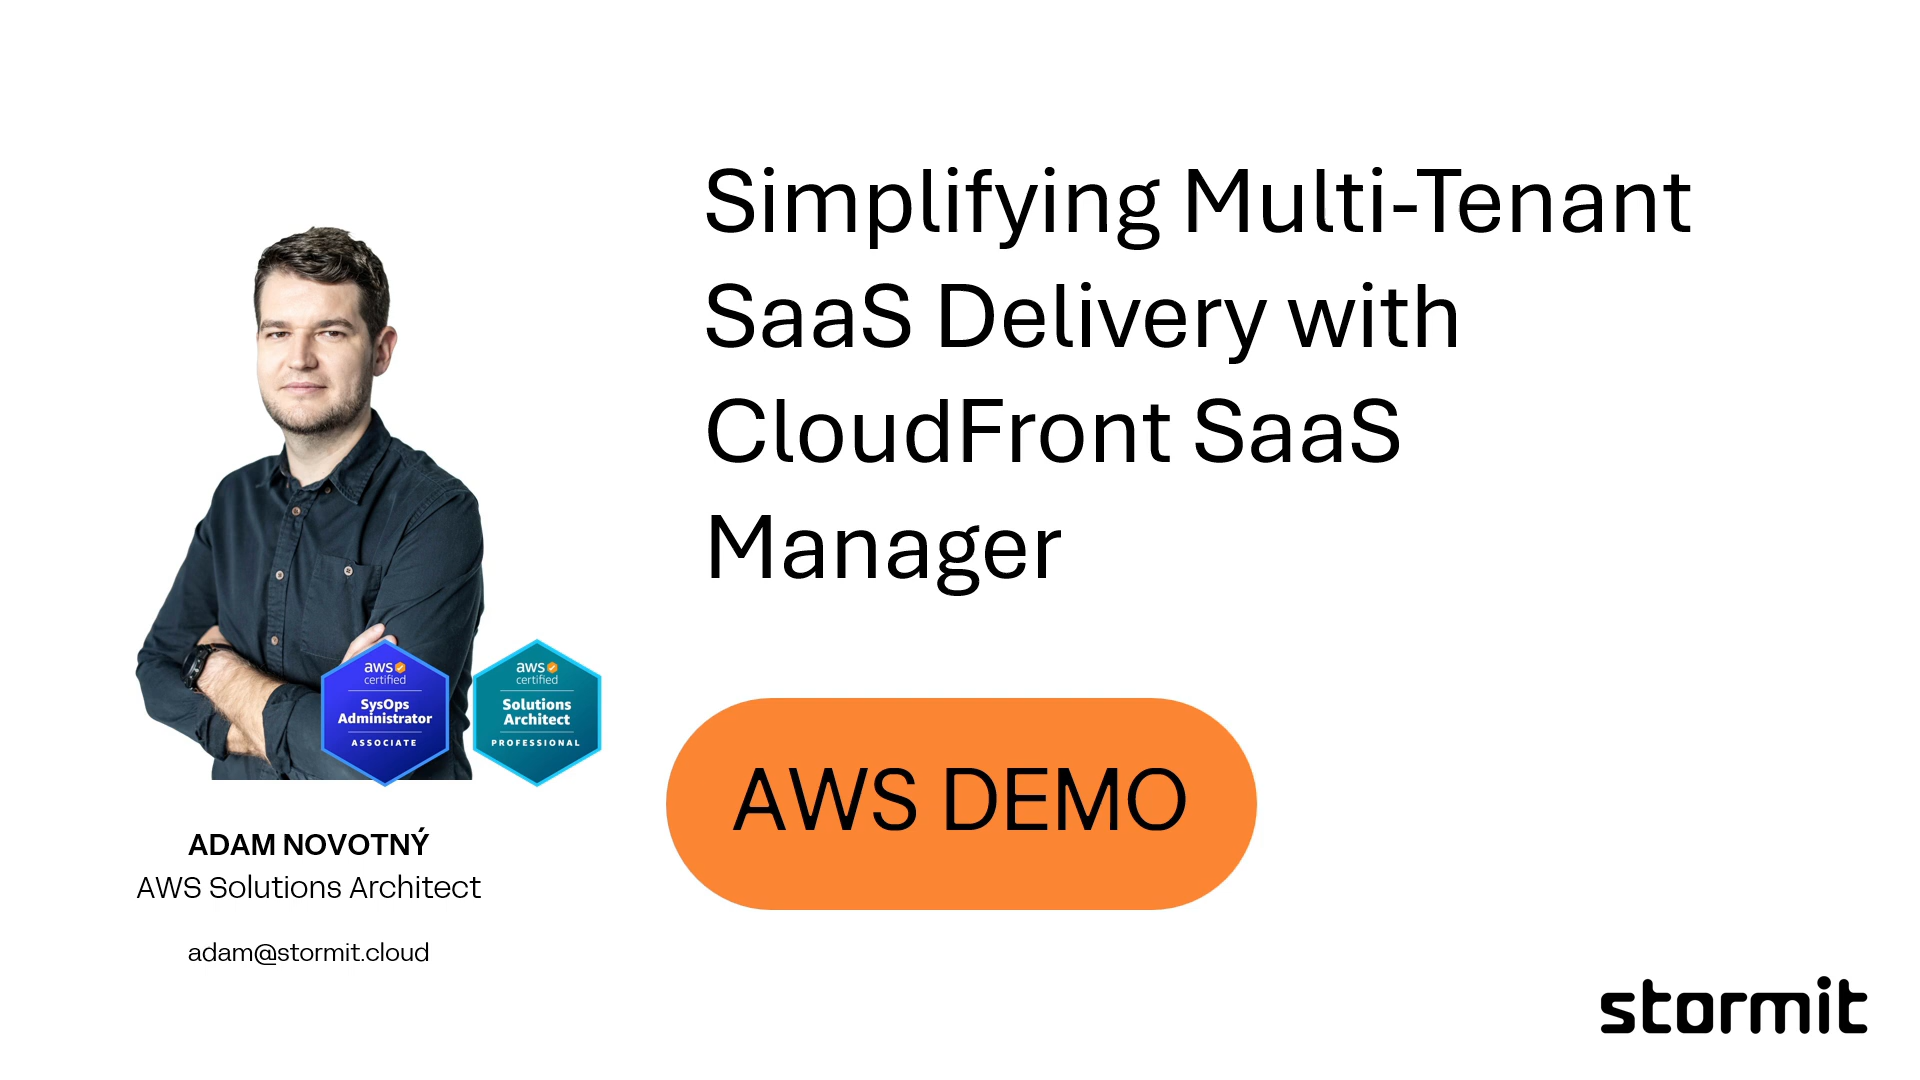 Simplifying Multi-Tenant
SaaS Delivery with
CloudFront SaaS
Manager
AWS DEMO
aws
certified
SysOps
Administrator
ASSOCIATE
aws
certified
Solutions
Architect
PROFESSIONAL
ADAM NOVOTNÝ
AWS Solutions Architect
adam@stormit.cloud
stormit